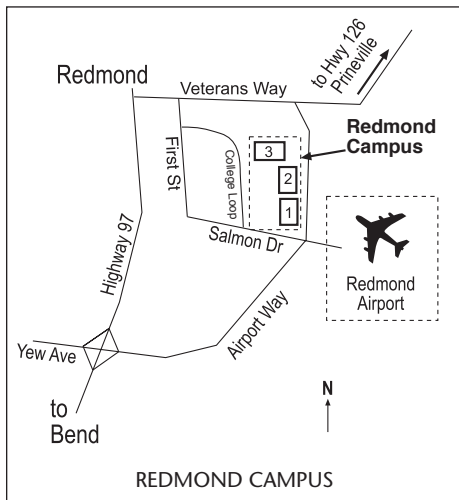 to Hwy 126
Prineville
Redmond
Veterans Way
Redmond
Campus
First St
College Loop
3
2
1
Highway 97
Salmon Dr
Redmond
Airport
Airport Way
Yew Ave
to
Bend
N
REDMOND CAMPUS